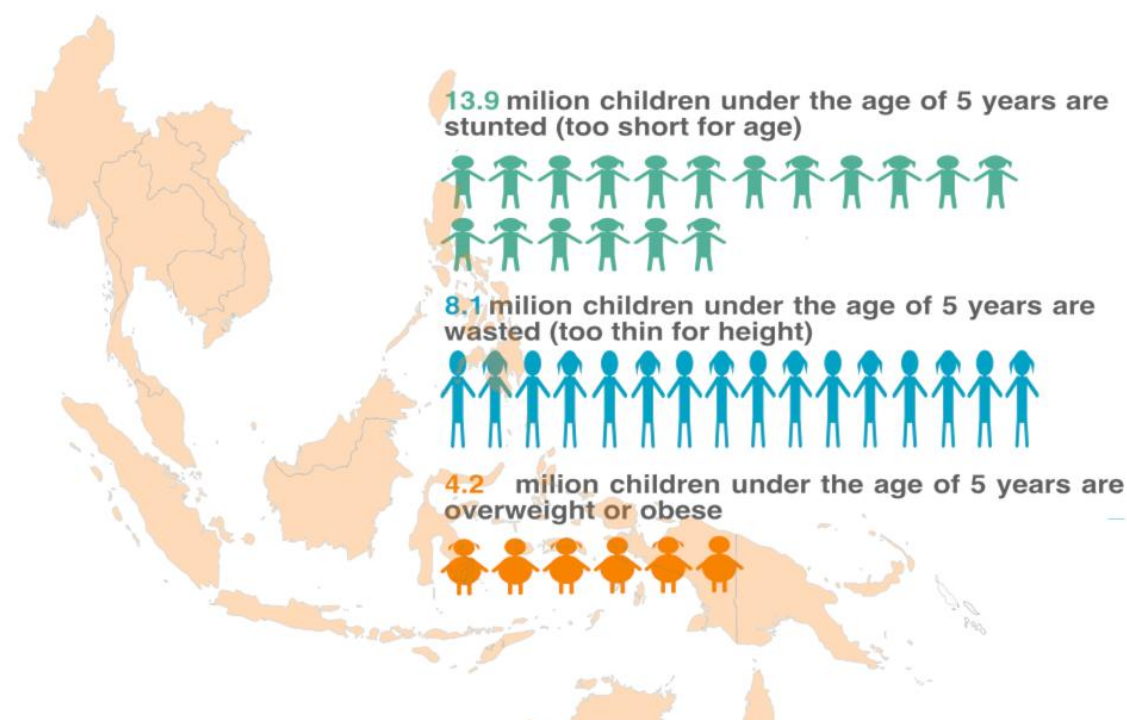 13.9 milion children under the age of 5 years are
stunted (too short for age)
8.1 milion children under the age of 5 years are
wasted (too thin for height)
4.2 milion children under the age of 5 years are
overweight or obese